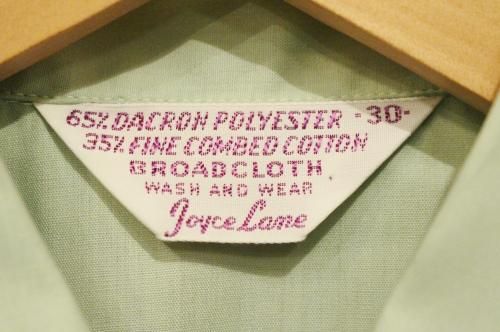 65% DACRON POLYESTER -30-
35% FINE COMBED COTTON
BROADCLOTH
WASH AND WEAR
Joyce Lane